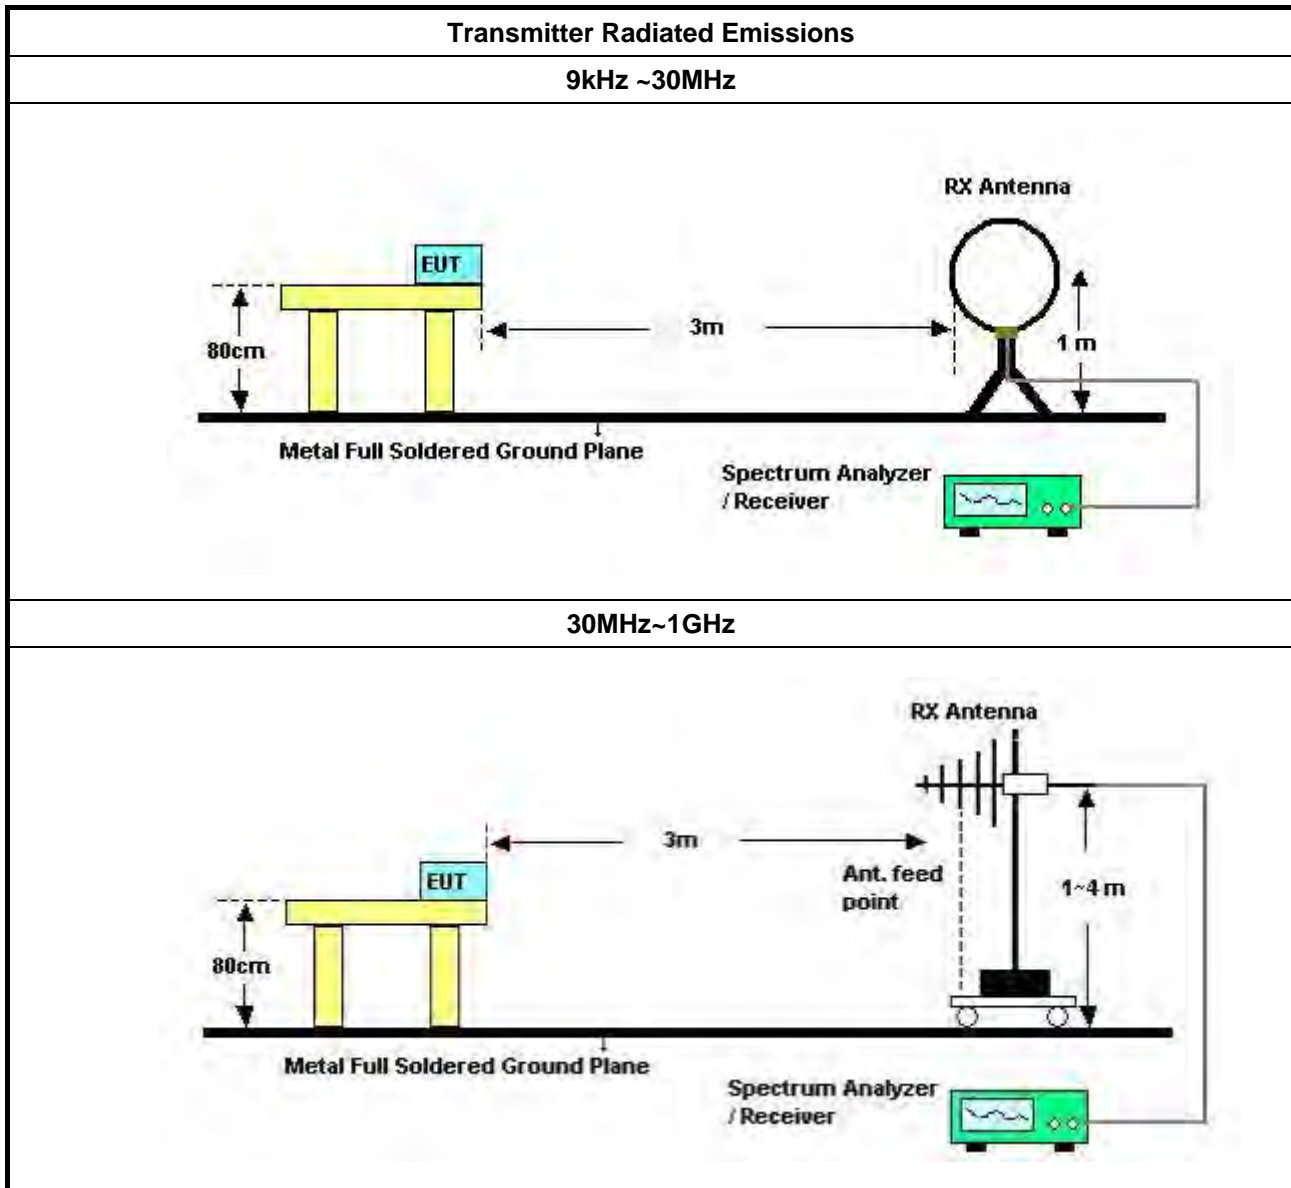 Transmitter Radiated Emissions
9kHz ~30MHz
RX Antenna
EUT
3m
80cm
1 m
Metal Full Soldered Ground Plane
Spectrum Analyzer
/ Receiver
30MHz~1GHz
RX Antenna
3m
EUT
Ant. feed
point
1~4 m
80cm
Metal Full Soldered Ground Plane
Spectrum Analyzer
/ Receiver